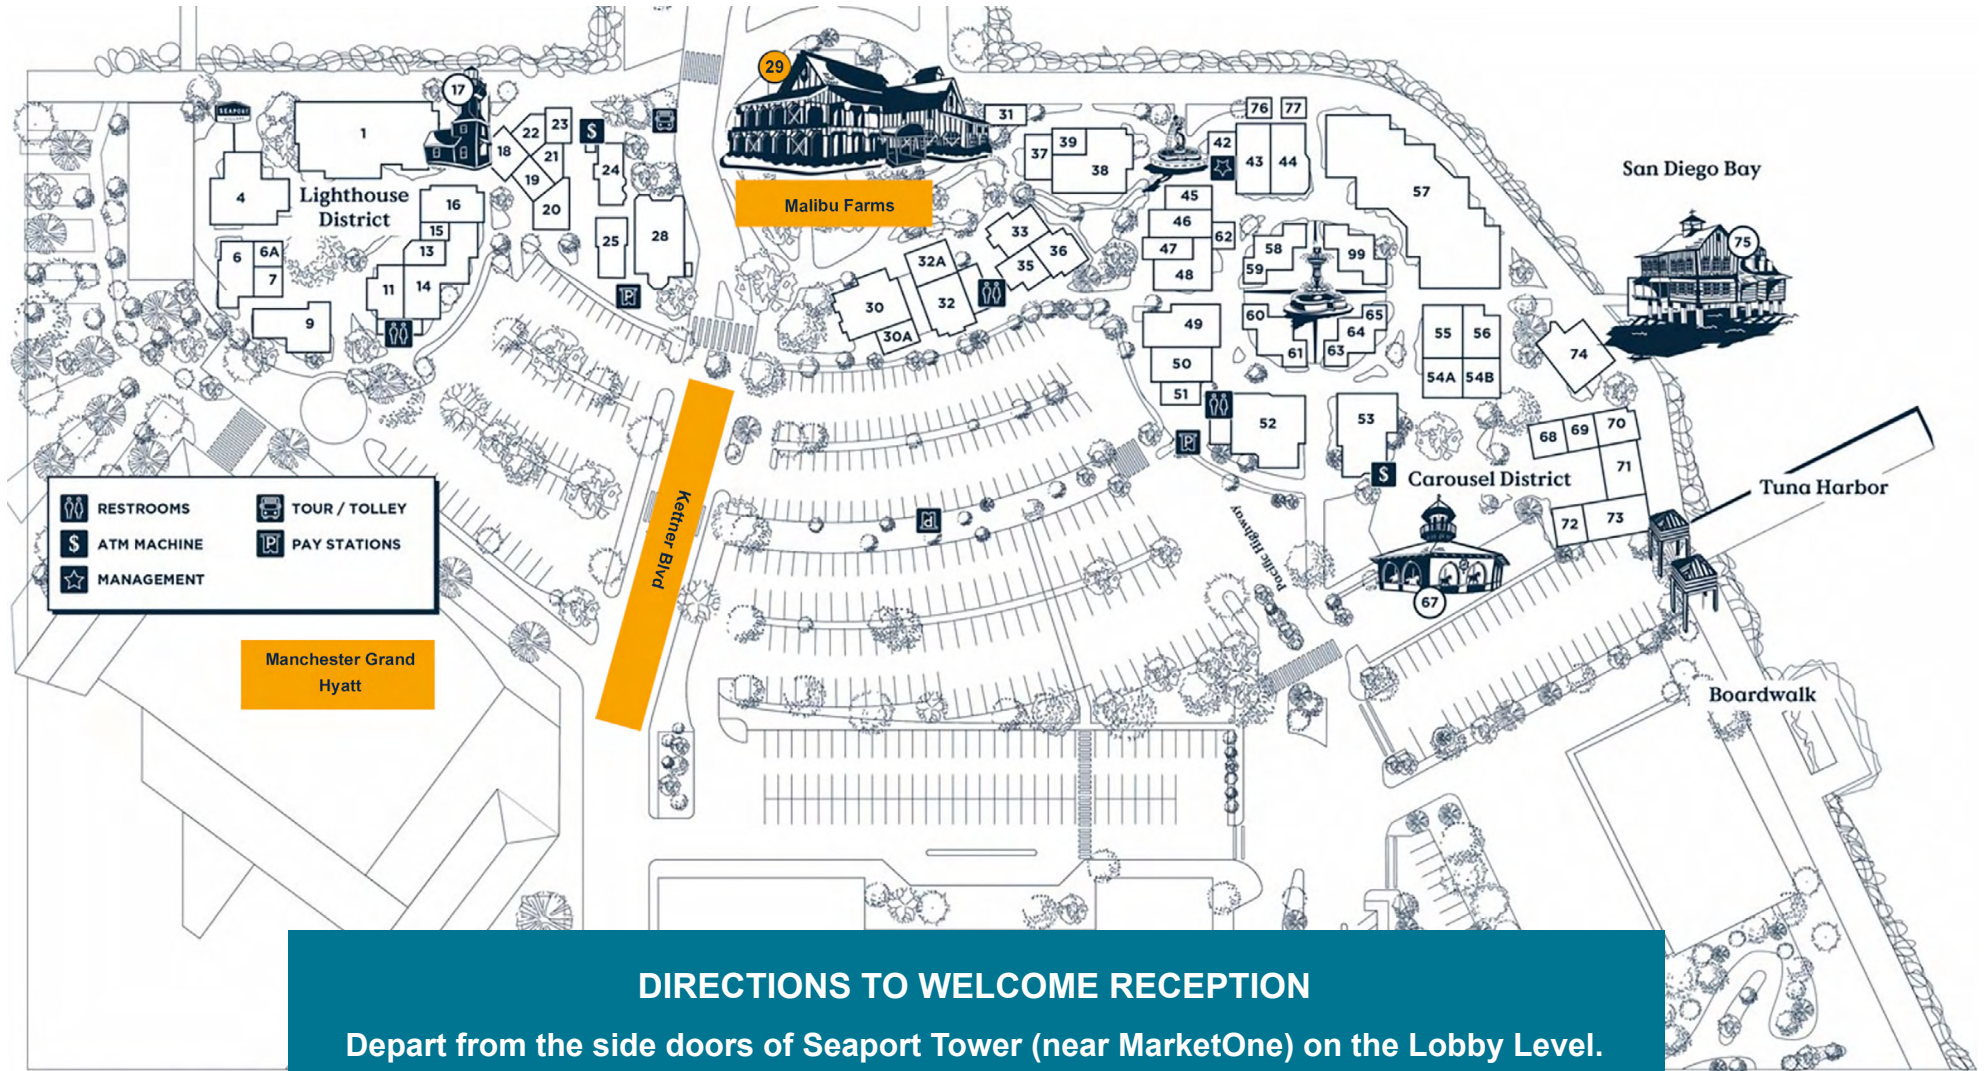 29
17
SEAPORT
VILLAGE
1
22
23
18
21
19
20
24
25
28
4
Lighthouse
District
16
15
13
6
6A
7
11
14
9
Malibu Farms
31
37
39
38
76
77
42
43
44
57
45
46
47
62
48
33
36
35
32A
32
30
30A
58
59
99
60
65
64
61
63
49
50
51
52
53
55
56
54A
54B
San Diego Bay
75
74
68
69
70
71
72
73
Carousel District
Tuna Harbor
67
Boardwalk
Pacific Highway
Kettner Blvd
$
$
P
P
P
RESTROOMS
TOUR / TOLLEY
$
ATM MACHINE
P
PAY STATIONS
MANAGEMENT
Manchester Grand
Hyatt
DIRECTIONS TO WELCOME RECEPTION
Depart from the side doors of Seaport Tower (near MarketOne) on the Lobby Level.